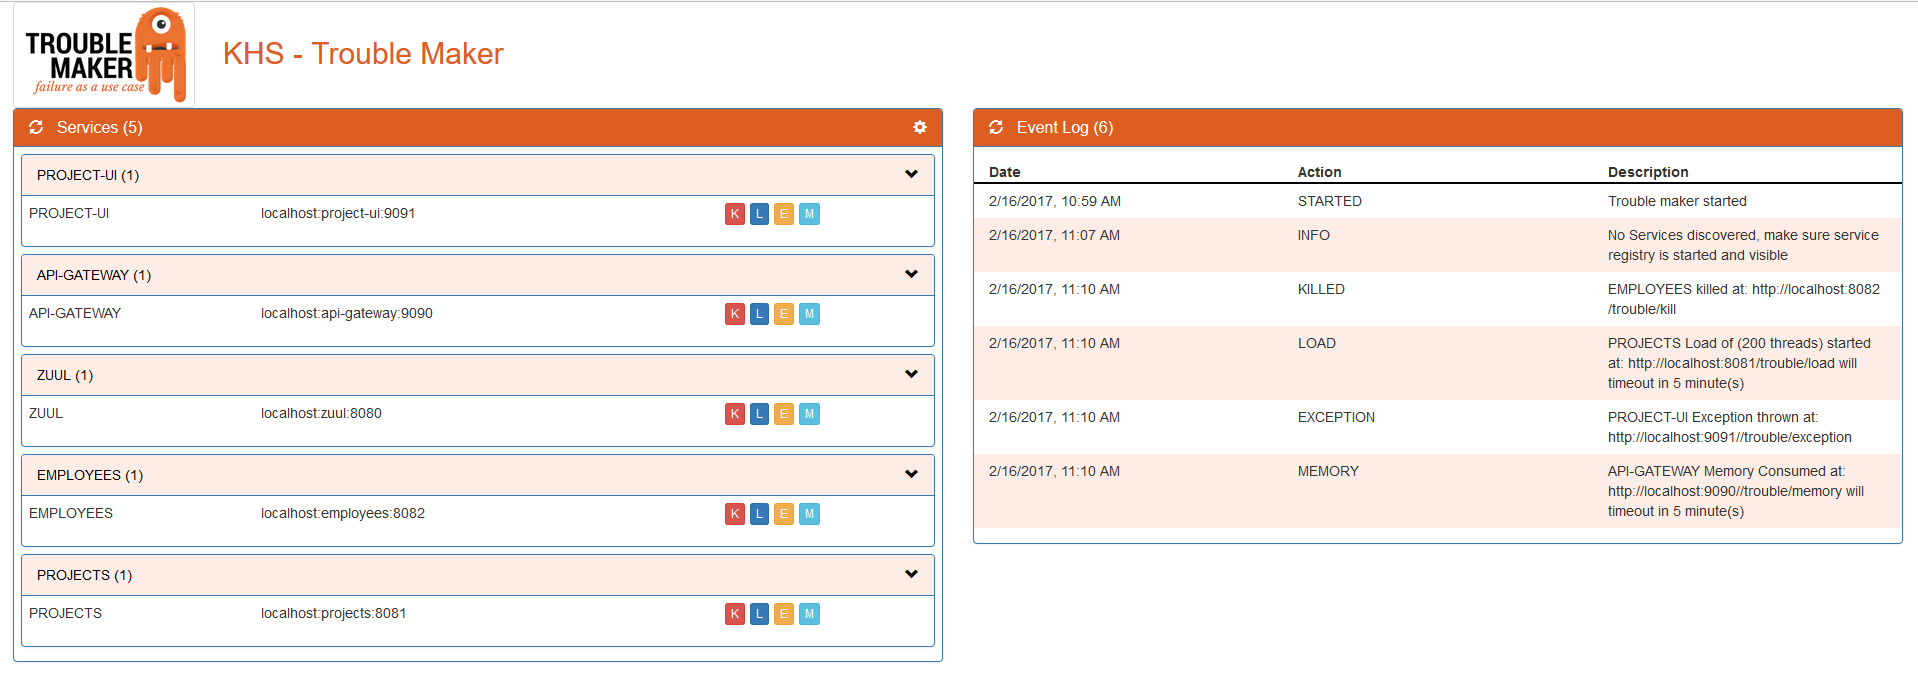 TROUBLE
MAKER
failure as a use case
KHS - Trouble Maker
Services (5)
PROJECT-UI (1)
PROJECT-UI localhost:project-ui:9091 K L E M
API-GATEWAY (1)
API-GATEWAY localhost:api-gateway:9090 K L E M
ZUUL (1)
ZUUL localhost:zuul:8080 K L E M
EMPLOYEES (1)
EMPLOYEES localhost:employees:8082 K L E M
PROJECTS (1)
PROJECTS localhost:projects:8081 K L E M
Event Log (6)
Date Action Description
2/16/2017, 10:59 AM STARTED Trouble maker started
2/16/2017, 11:07 AM INFO No Services discovered, make sure service
registry is started and visible
2/16/2017, 11:10 AM KILLED EMPLOYEES killed at: http://localhost:8082
/trouble/kill
2/16/2017, 11:10 AM LOAD PROJECTS Load of (200 threads) started
at: http://localhost:8081/trouble/load will
timeout in 5 minute(s)
2/16/2017, 11:10 AM EXCEPTION PROJECT-UI Exception thrown at:
http://localhost:9091//trouble/exception
2/16/2017, 11:10 AM MEMORY API-GATEWAY Memory Consumed at:
http://localhost:9090//trouble/memory will
timeout in 5 minute(s)